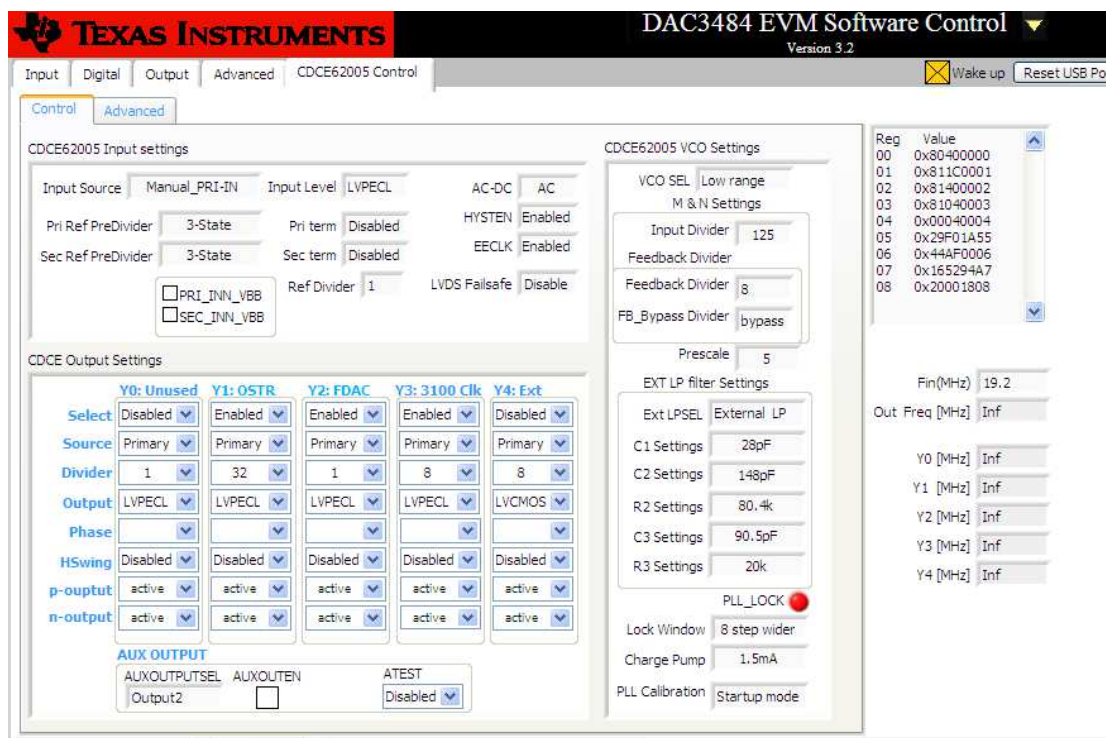 TEXAS INSTRUMENTS
DAC3484 EVM Software Control
Version 3.2
Input Digital Output Advanced CDCE62005 Control
Wake up Reset USB Po
Control Advanced
CDCE62005 Input settings
Input Source Manual_PRI-IN Input Level LVPECL AC-DC AC
Pri Ref PreDivider 3-State Pri term Disabled HYSTEN Enabled
Sec Ref PreDivider 3-State Sec term Disabled EECLK Enabled
PRI_INN_VBB Ref Divider 1 LVDS Failsafe Disable
SEC_INN_VBB
CDCE Output Settings
Y0: Unused Y1: OSTR Y2: FDAC Y3: 3100 Clk Y4: Ext
Select Disabled Enabled Enabled Enabled Disabled
Source Primary Primary Primary Primary Primary
Divider 1 32 1 8 8
Output LVPECL LVPECL LVPECL LVPECL LVCMOS
Phase
HSwing Disabled Disabled Disabled Disabled Disabled
p-ouptut active active active active active
n-output active active active active active
AUX OUTPUT
AUXOUTPUTSEL AUXOUTEN ATEST
Output2 Disabled
CDCE62005 VCO Settings
VCO SEL Low range
M & N Settings
Input Divider 125
Feedback Divider
Feedback Divider 8
FB_Bypass Divider bypass
Prescale 5
EXT LP filter Settings
Ext LPSEL External LP
C1 Settings 28pF
C2 Settings 148pF
R2 Settings 80.4k
C3 Settings 90.5pF
R3 Settings 20k
PLL_LOCK
Lock Window 8 step wider
Charge Pump 1.5mA
PLL Calibration Startup mode
Reg Value
00 0x80400000
01 0x811C0001
02 0x81400002
03 0x81040003
04 0x00040004
05 0x29F01A55
06 0x44AF0006
07 0x165294A7
08 0x20001808
Fin(MHz) 19.2
Out Freq [MHz] Inf
Y0 [MHz] Inf
Y1 [MHz] Inf
Y2 [MHz] Inf
Y3 [MHz] Inf
Y4 [MHz] Inf